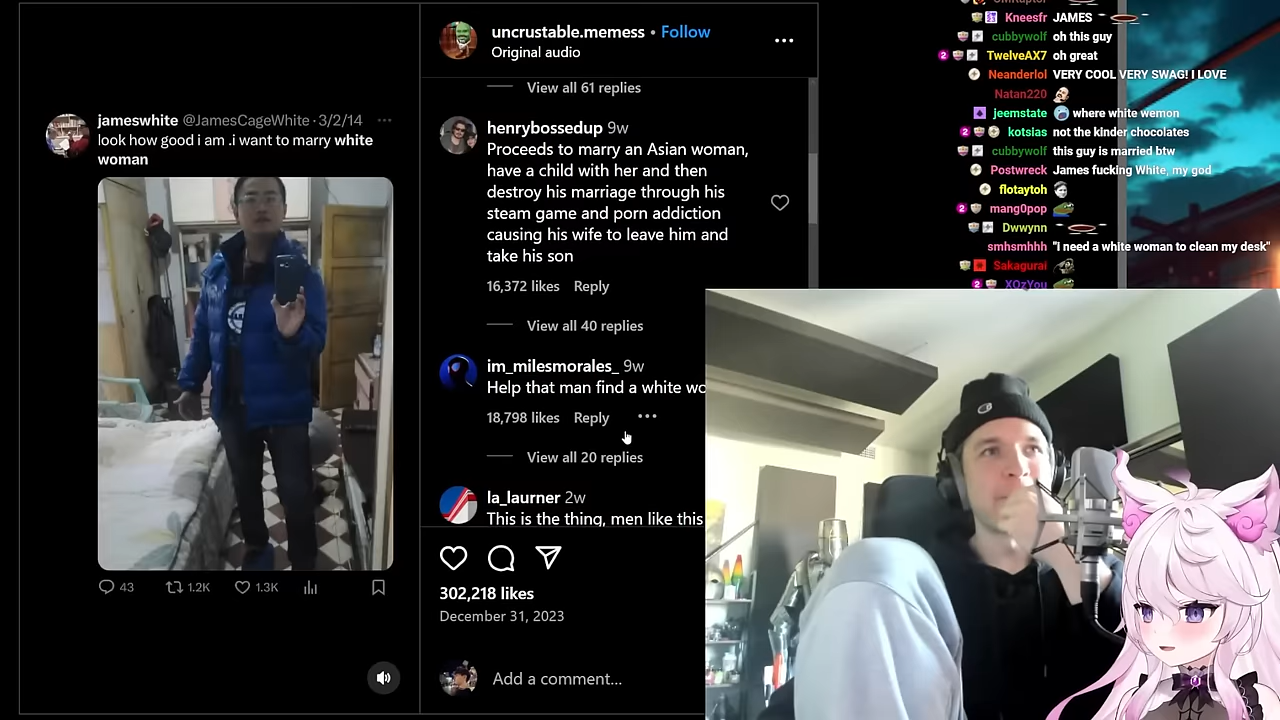 jameswhite @JamesCageWhite · 3/2/14
look how good i am .i want to marry white
woman
43 1.2K 1.3K
uncrustable.memess • Follow
Original audio
View all 61 replies
henrybossedup 9w
Proceeds to marry an Asian woman,
have a child with her and then
destroy his marriage through his
steam game and porn addiction
causing his wife to leave him and
take his son
16,372 likes Reply
View all 40 replies
im_milesmorales_ 9w
Help that man find a white wo
18,798 likes Reply
View all 20 replies
la_laurner 2w
This is the thing, men like this
302,218 likes
December 31, 2023
Add a comment...
Kneesfr JAMES
cubbywolf oh this guy
2 TwelveAX7 oh great
Neanderlol VERY COOL VERY SWAG! I LOVE
Natan220
jeemstate where white wemon
2 kotsias not the kinder chocolates
cubbywolf this guy is married btw
Postwreck James fucking White, my god
flotaytoh
2 mang0pop
Dwwynn
smhsmhhh "I need a white woman to clean my desk"
Sakagurai
2 XOzYou